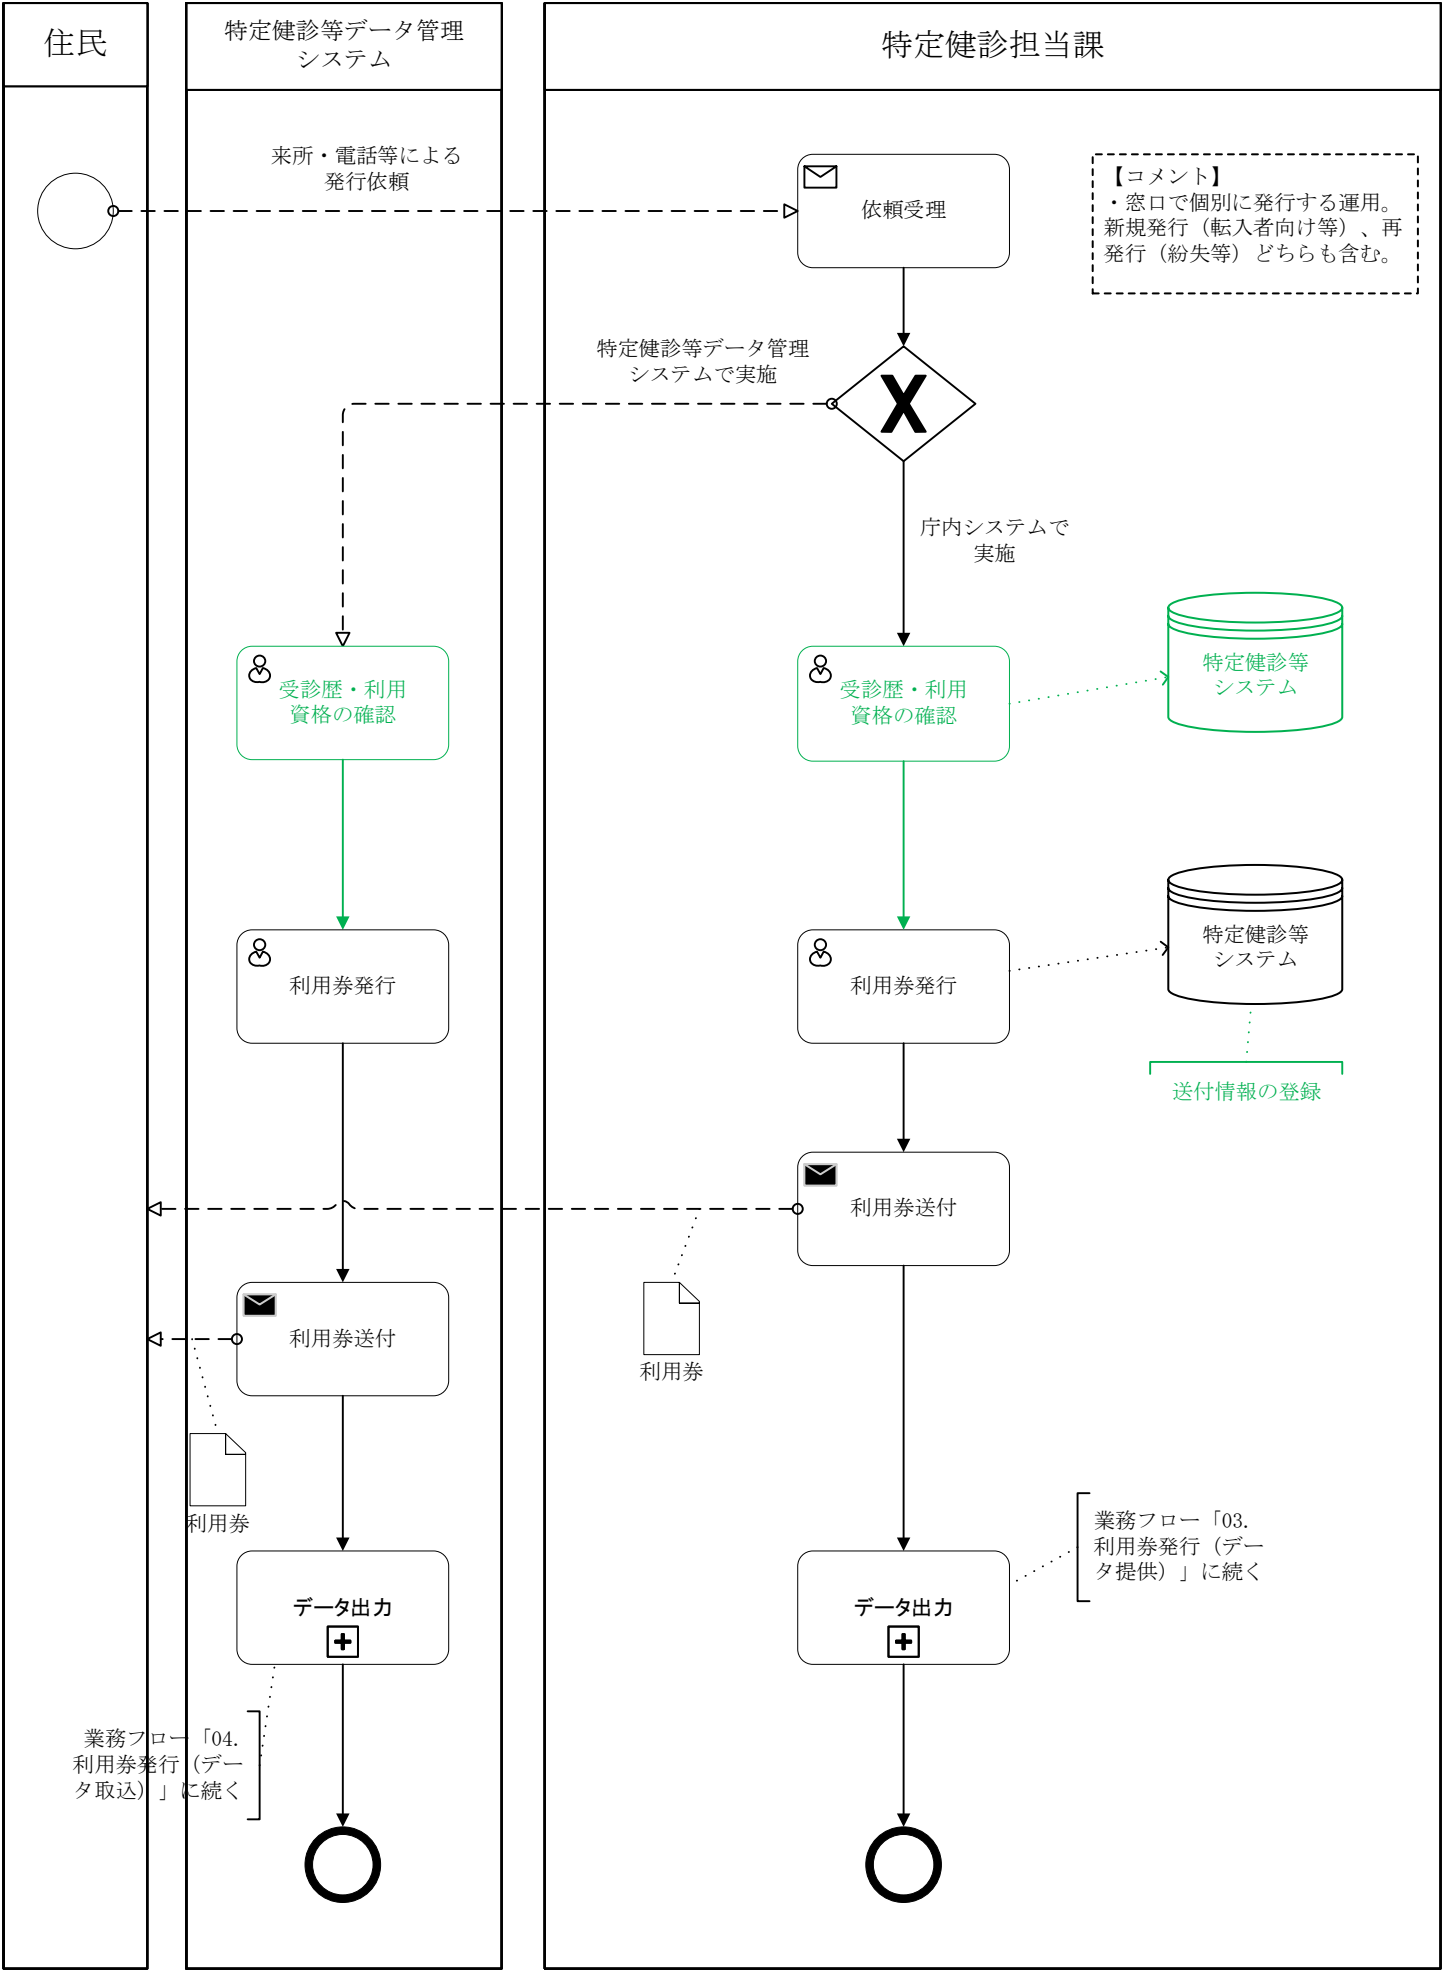 住民
特定健診等データ管理
システム
特定健診担当課
来所・電話等による
発行依頼
依頼受理
【コメント】
・窓口で個別に発行する運用。
新規発行（転入者向け等）、再
発行（紛失等）どちらも含む。
特定健診等データ管理
システムで実施
庁内システムで
実施
受診歴・利用
資格の確認
受診歴・利用
資格の確認
特定健診等
システム
利用券発行
利用券発行
特定健診等
システム
送付情報の登録
利用券送付
利用券送付
利用券
利用券
業務フロー「03.
利用券発行（デー
タ提供）」に続く
データ出力
データ出力
業務フロー「04.
利用券発行（デー
タ取込）」に続く